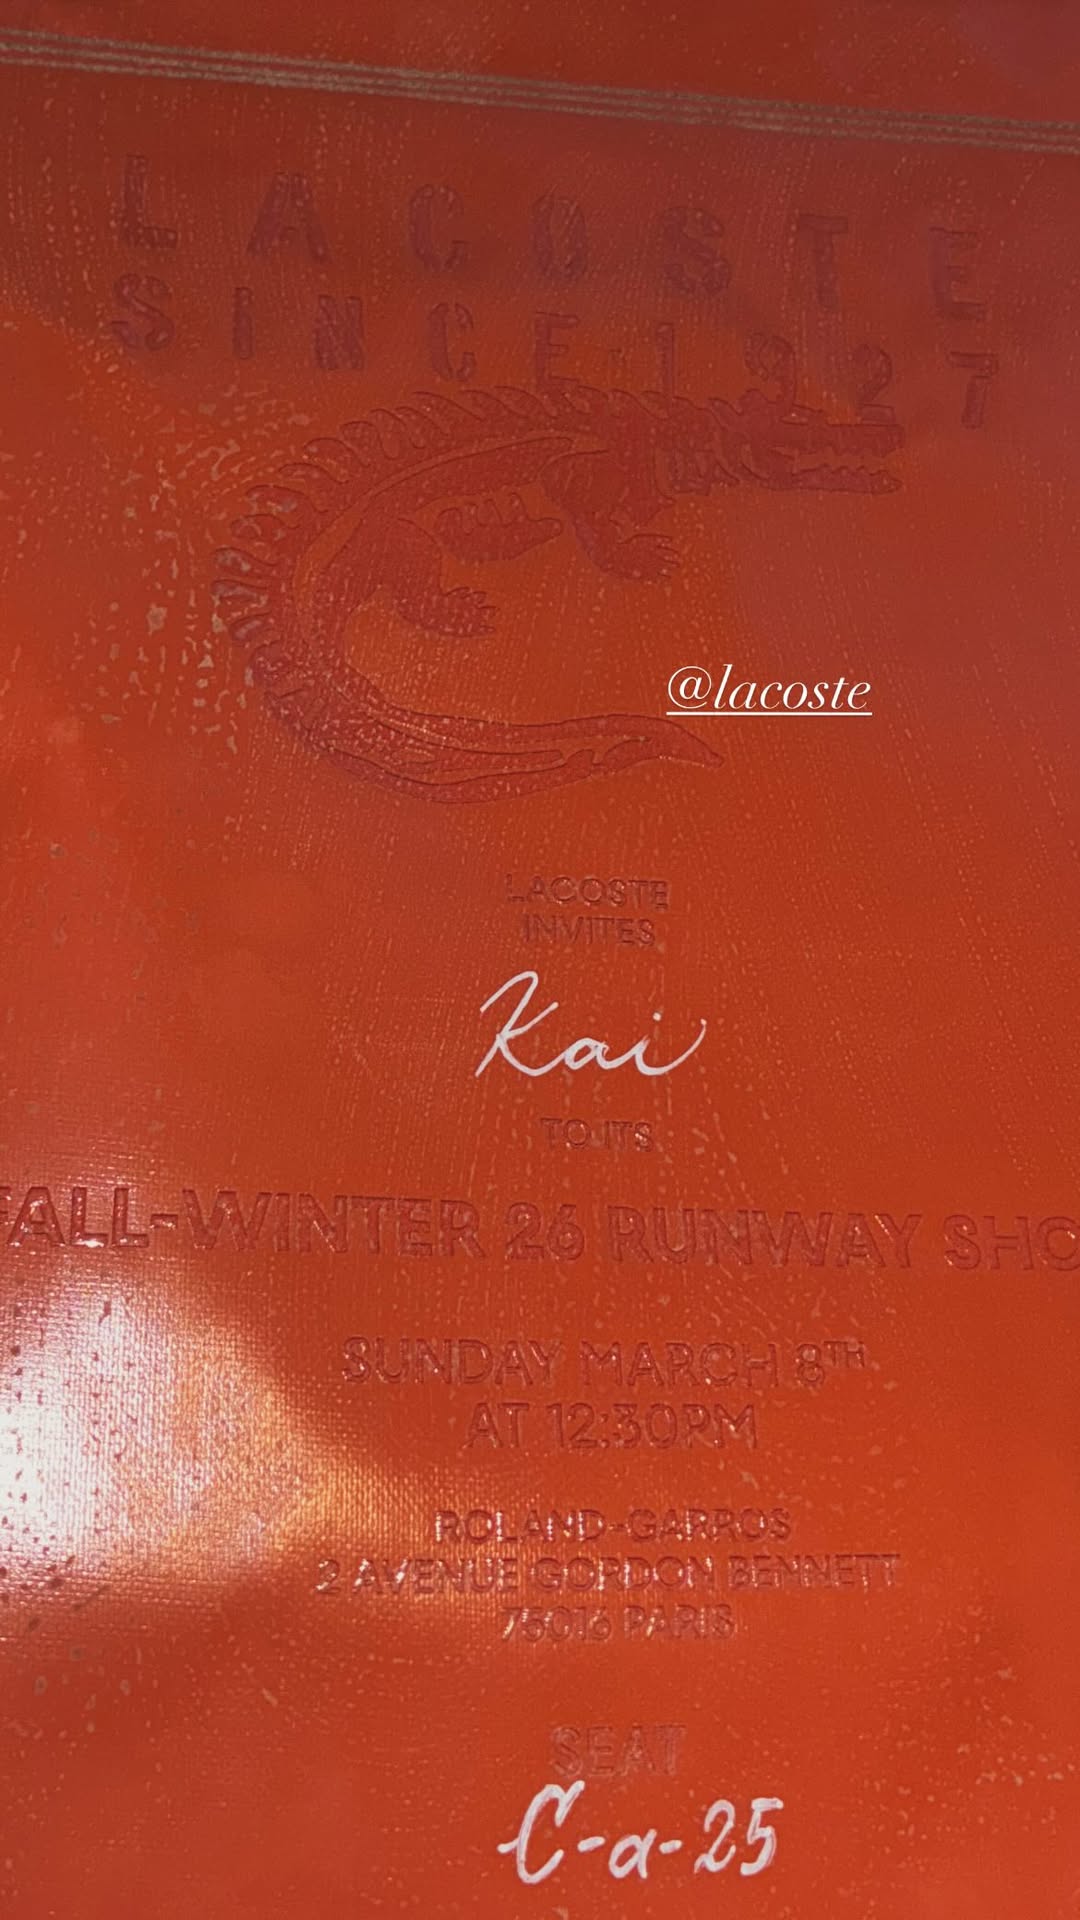 LACOSTE
SINCE 1927
@lacoste
LACOSTE
INVITES
Kai
TO ITS
FALL-WINTER 26 RUNWAY SHO
SUNDAY MARCH 8TH
AT 12:30PM
ROLAND-GARROS
2 AVENUE GORDON BENNETT
75016 PARIS
SEAT
C-a-25